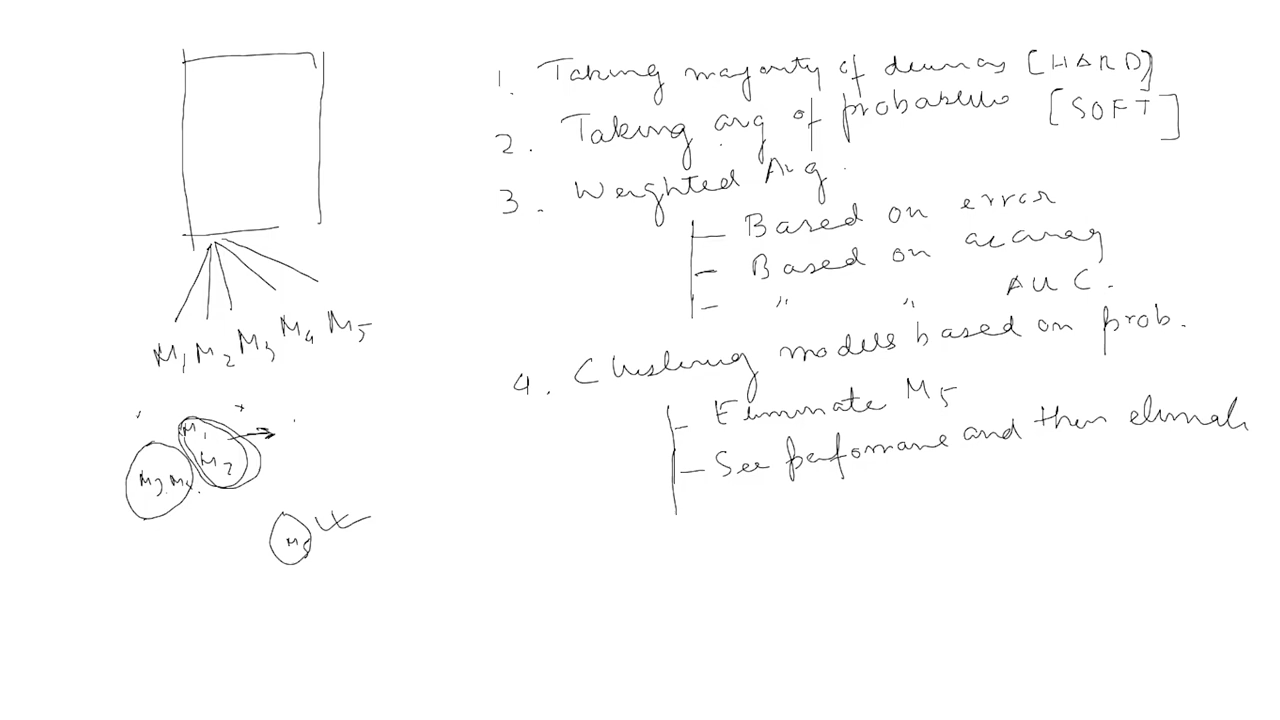 1. Taking majority of [HARD]
2. Taking avg of probabilities [SOFT]
3. Weighted Avg.
- Based on error
- Based on accuracy
- " " AUC.
M1 M2 M3 M4 M5
4. Clustering models based on prob.
- Eliminate M5
- See performance and then eliminate
M1
M2
M3 M4
M5